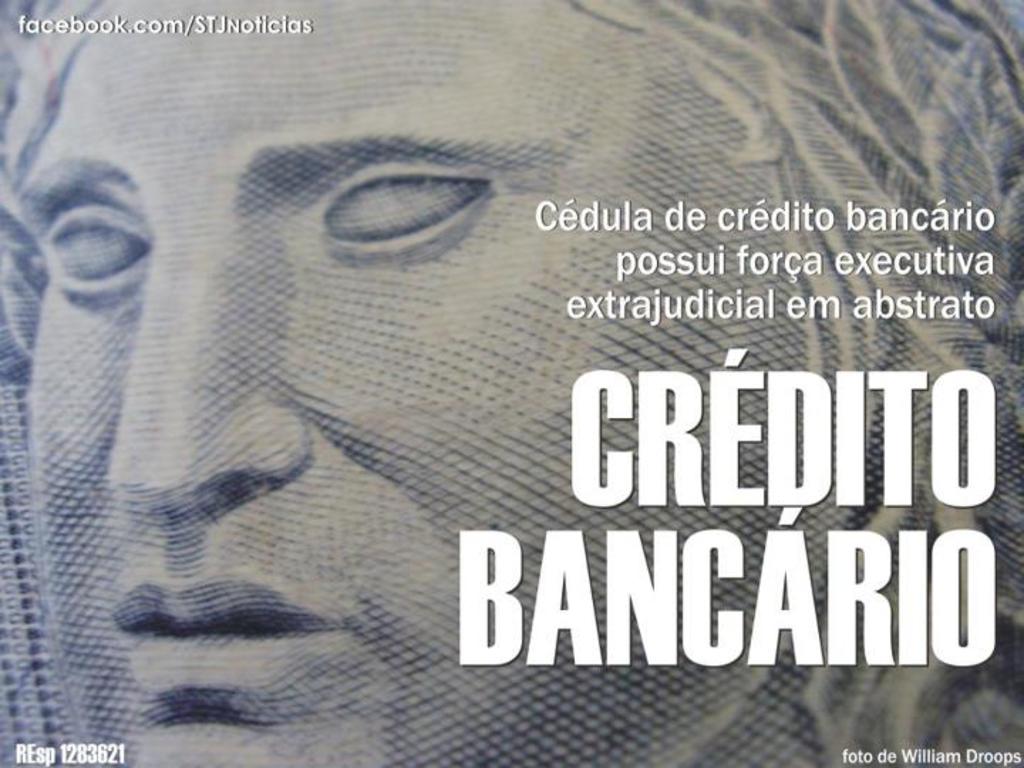 facebook.com/STJNoticias
Cédula de crédito bancário
possui força executiva
extrajudicial em abstrato
CRÉDITO
BANCÁRIO
REsp 1283621
foto de William Droops